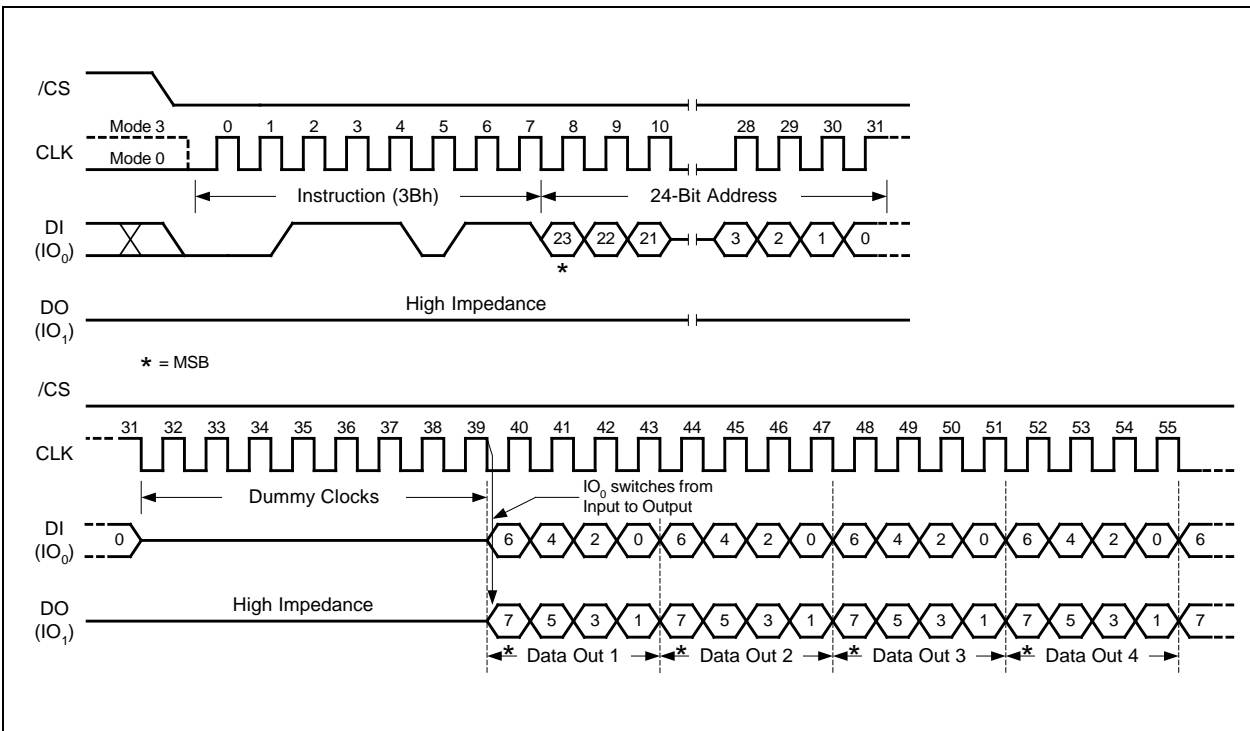 /CS
Mode 3 0 1 2 3 4 5 6 7 8 9 10 28 29 30 31
CLK
Mode 0
Instruction (3Bh) 24-Bit Address
DI
(IO0) 23 22 21 3 2 1 0
*
High Impedance
DO
(IO1)
* = MSB
/CS
31 32 33 34 35 36 37 38 39 40 41 42 43 44 45 46 47 48 49 50 51 52 53 54 55
CLK
Dummy Clocks
IO0 switches from
Input to Output
DI
(IO0) 0 6 4 2 0 6 4 2 0 6 4 2 0 6 4 2 0 6
High Impedance
DO
(IO1) 7 5 3 1 7 5 3 1 7 5 3 1 7 5 3 1 7
* Data Out 1 * Data Out 2 * Data Out 3 * Data Out 4